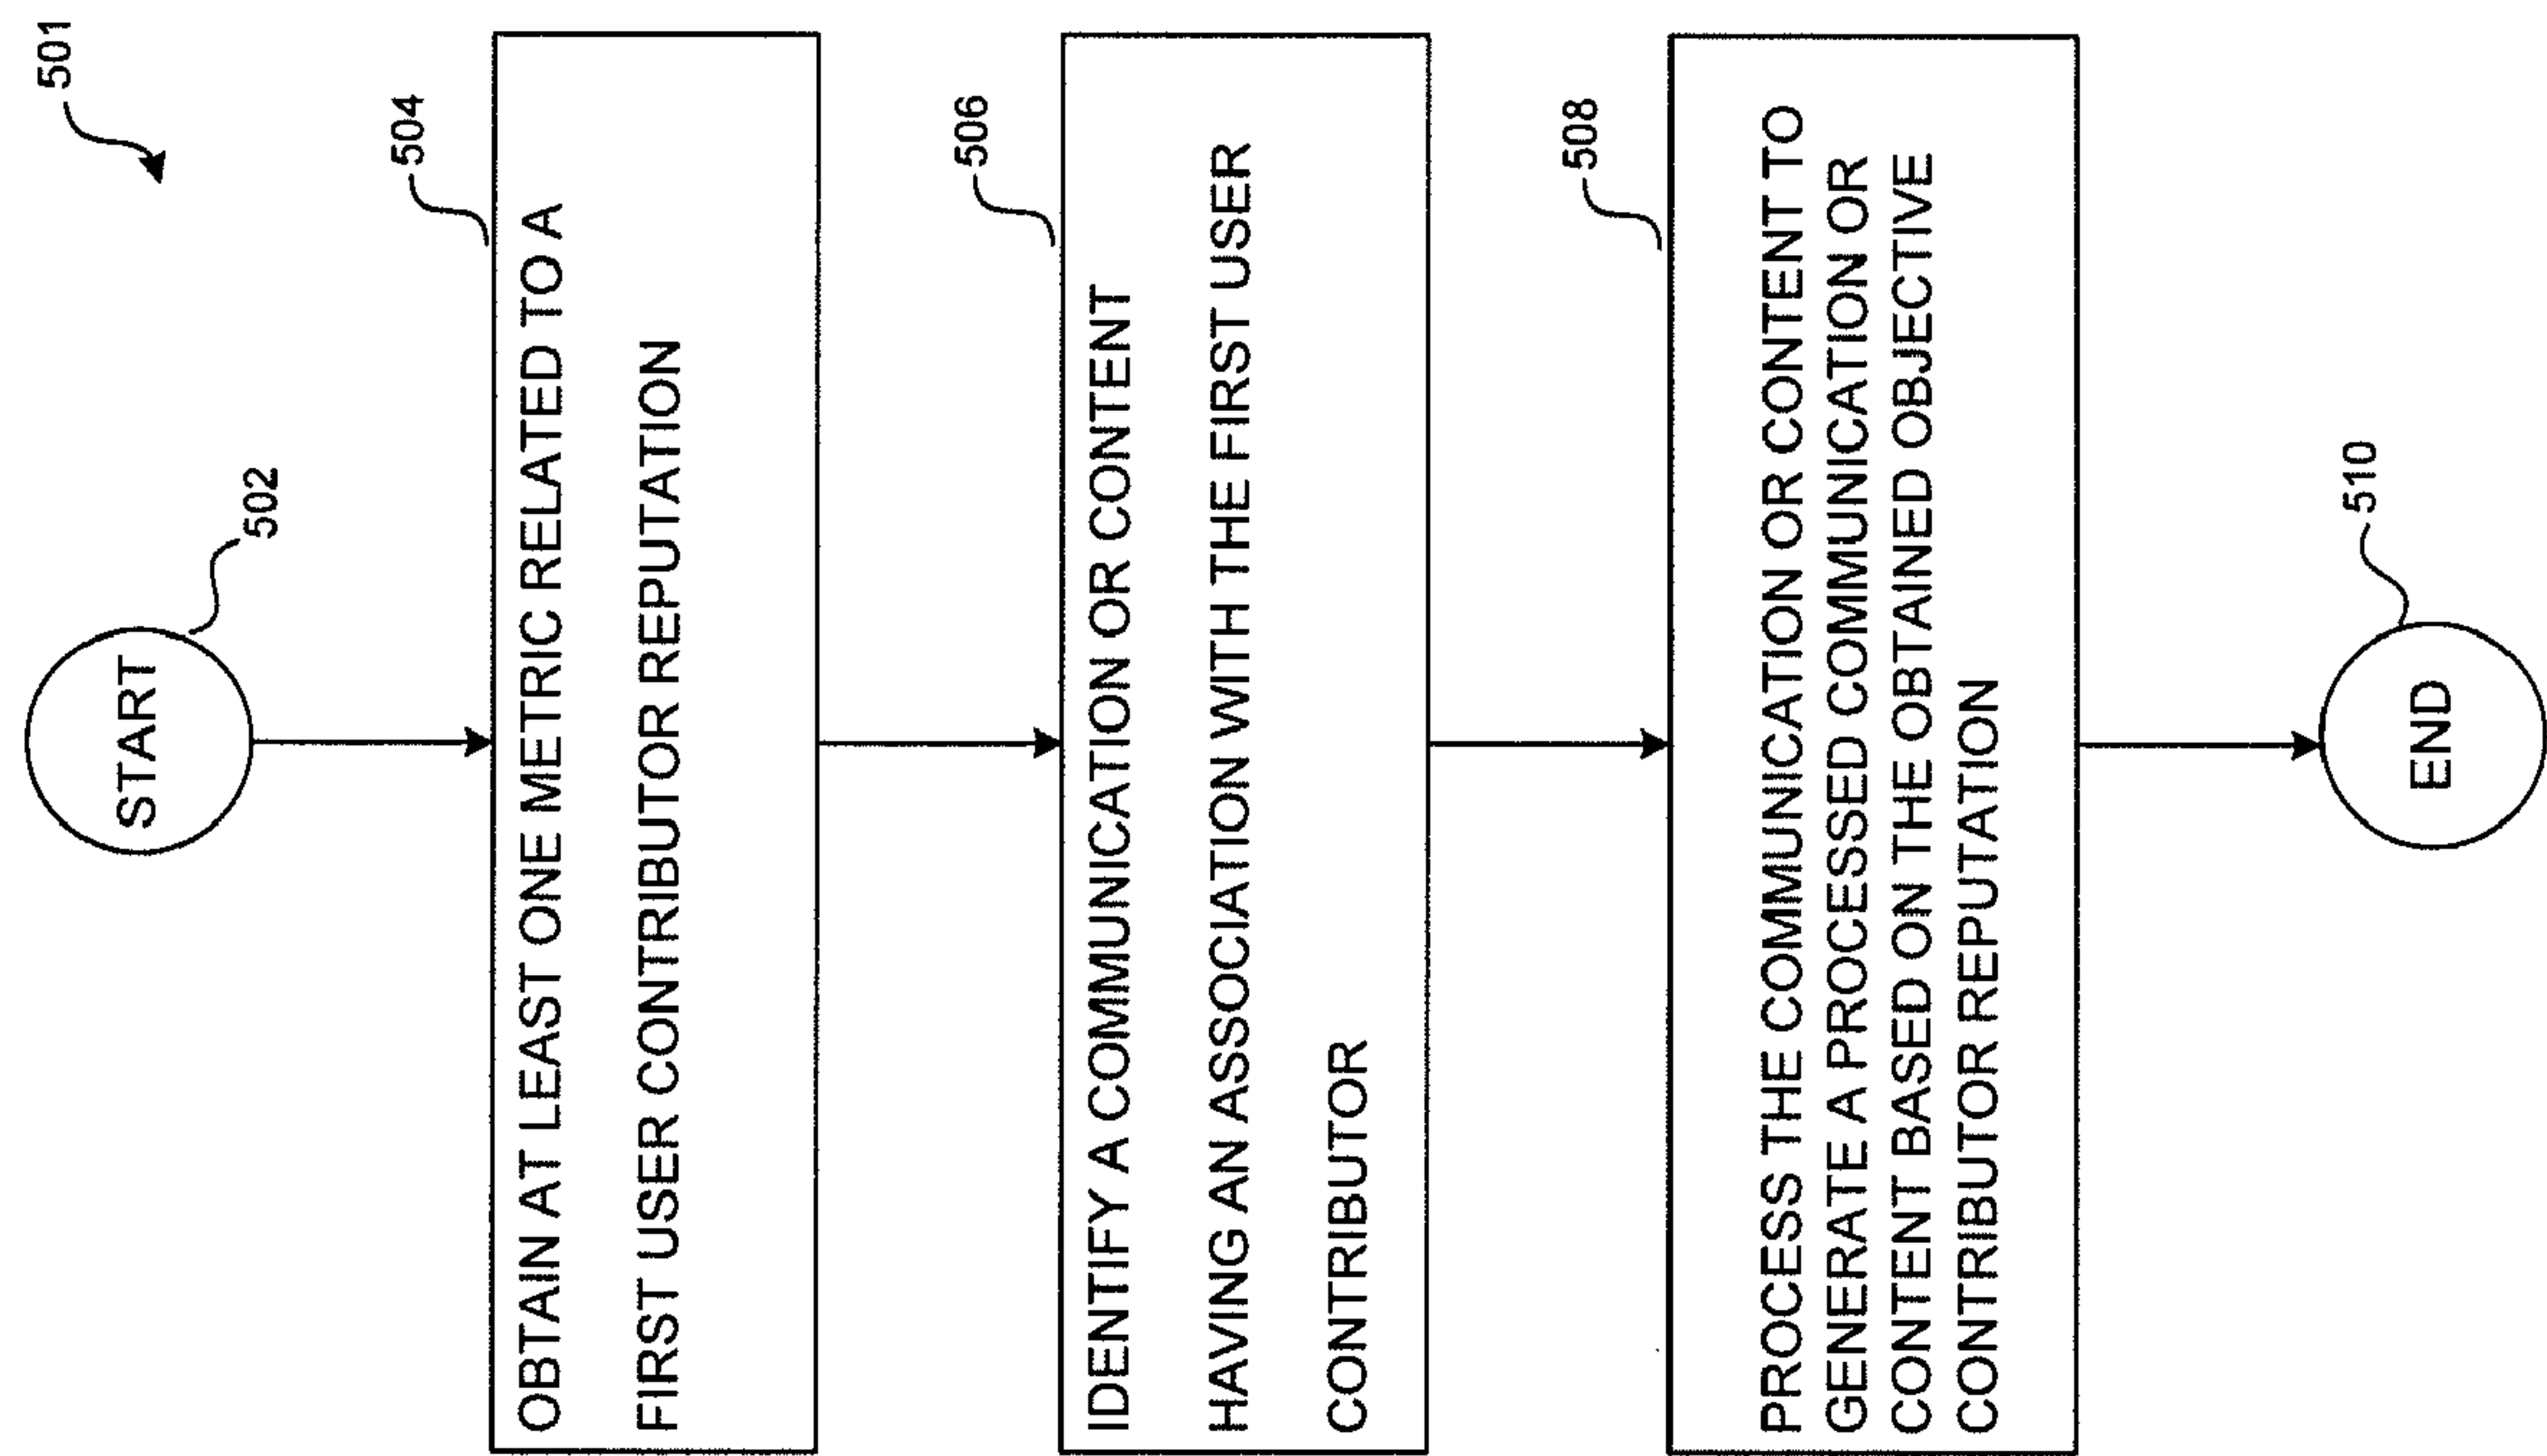 501
START
502
504
OBTAIN AT LEAST ONE METRIC RELATED TO A
FIRST USER CONTRIBUTOR REPUTATION
506
IDENTIFY A COMMUNICATION OR CONTENT
HAVING AN ASSOCIATION WITH THE FIRST USER
CONTRIBUTOR
508
PROCESS THE COMMUNICATION OR CONTENT TO
GENERATE A PROCESSED COMMUNICATION OR
CONTENT BASED ON THE OBTAINED OBJECTIVE
CONTRIBUTOR REPUTATION
510
END